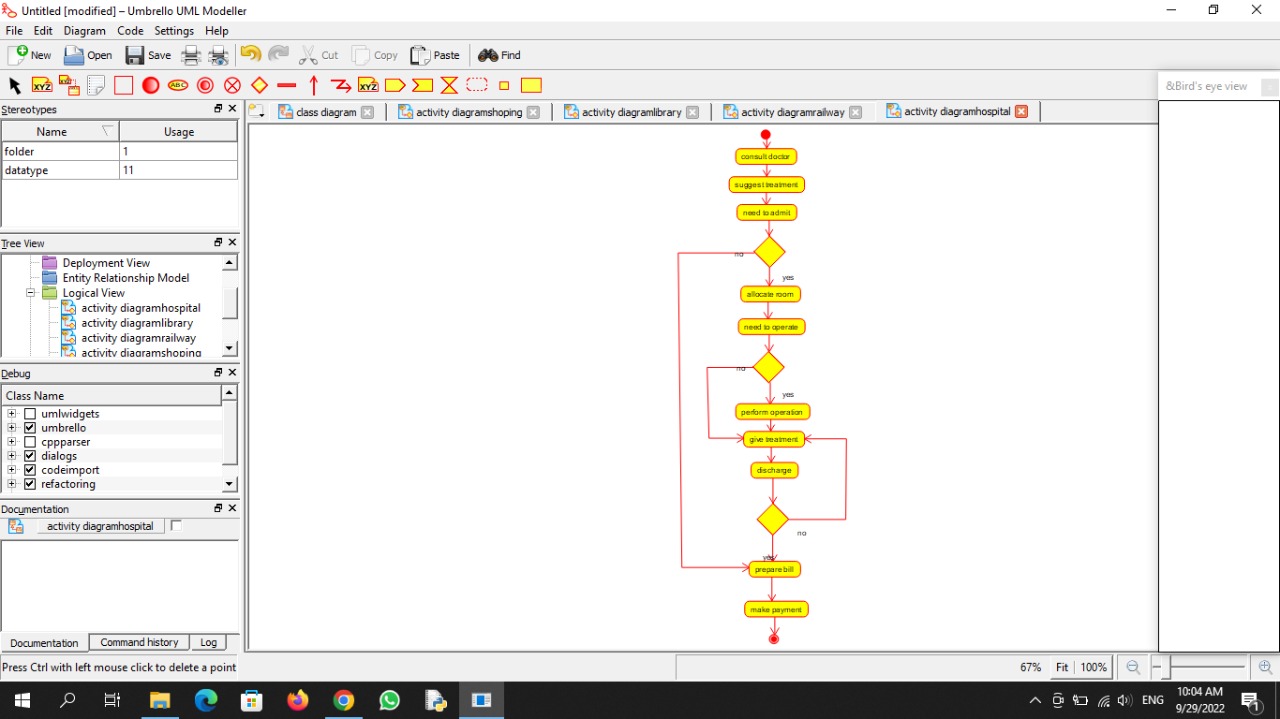 Untitled [modified] – Umbrello UML Modeller
File Edit Diagram Code Settings Help
New Open Save Cut Copy Paste Find
XYZ ABC XYZ
&Bird's eye view
Stereotypes
Name Usage
folder 1
datatype 11
Tree View
Deployment View
Entity Relationship Model
Logical View
activity diagramhospital
activity diagramlibrary
activity diagramrailway
activity diagramshoping
Debug
Class Name
umlwidgets
umbrello
cppparser
dialogs
codeimport
refactoring
Documentation
activity diagramhospital
Documentation Command history Log
Press Ctrl with left mouse click to delete a point
class diagram activity diagramshoping activity diagramlibrary activity diagramrailway activity diagramhospital
consult doctor
suggest treatment
need to admit
no
yes
allocate room
need to operate
no
yes
perform operation
give treatment
discharge
no
yes
prepare bill
make payment
67% Fit 100%
ENG
10:04 AM
9/29/2022
1